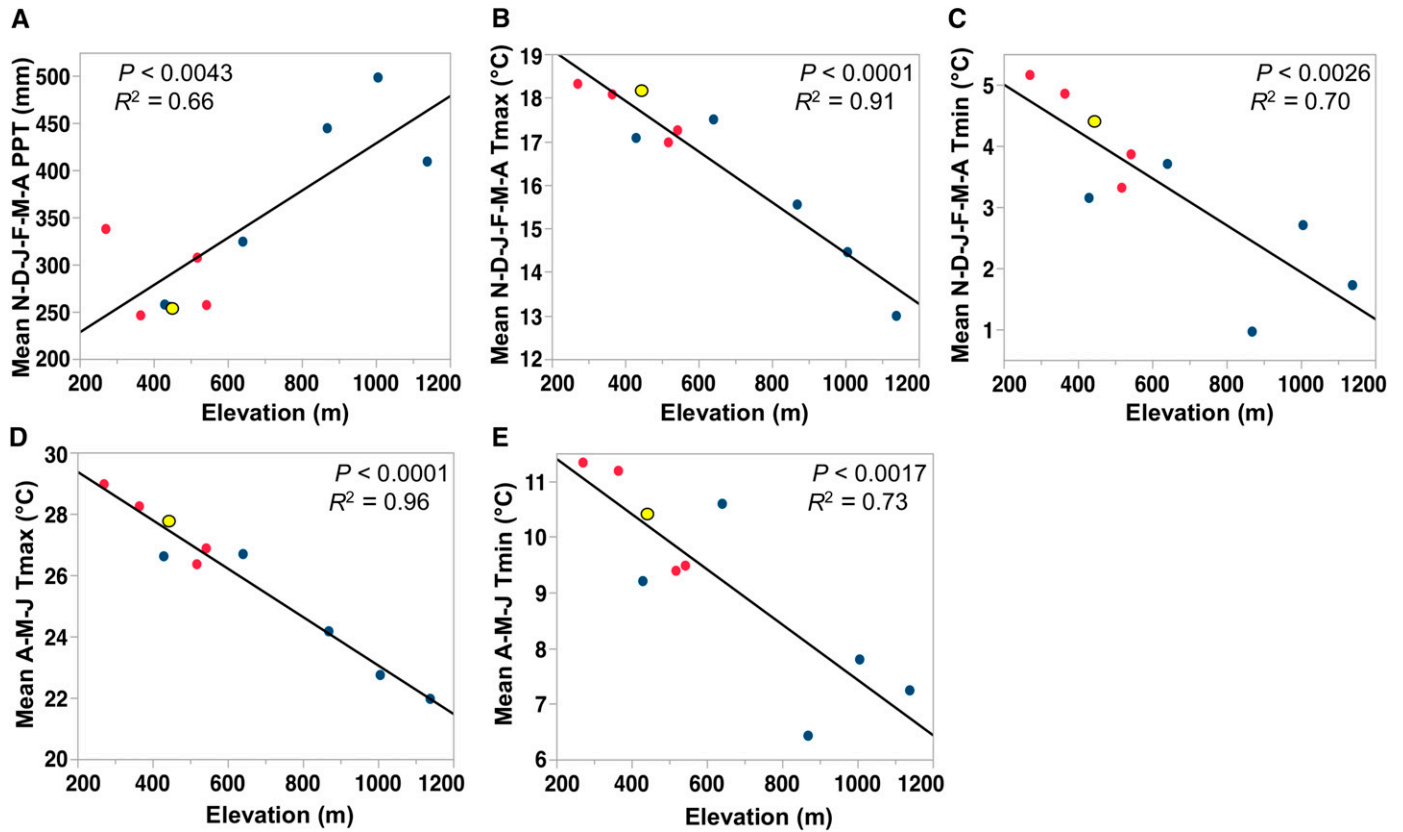 A
P < 0.0043
R² = 0.66
Mean N-D-J-F-M-A PPT (mm)
500
450
400
350
300
250
200
200 400 600 800 1000 1200
Elevation (m)
B
P < 0.0001
R² = 0.91
Mean N-D-J-F-M-A Tmax (°C)
19
18
17
16
15
14
13
12
200 400 600 800 1000 1200
Elevation (m)
C
P < 0.0026
R² = 0.70
Mean N-D-J-F-M-A Tmin (°C)
5
4
3
2
1
200 400 600 800 1000 1200
Elevation (m)
D
P < 0.0001
R² = 0.96
Mean A-M-J Tmax (°C)
30
28
26
24
22
20
200 400 600 800 1000 1200
Elevation (m)
E
P < 0.0017
R² = 0.73
Mean A-M-J Tmin (°C)
11
10
9
8
7
6
200 400 600 800 1000 1200
Elevation (m)